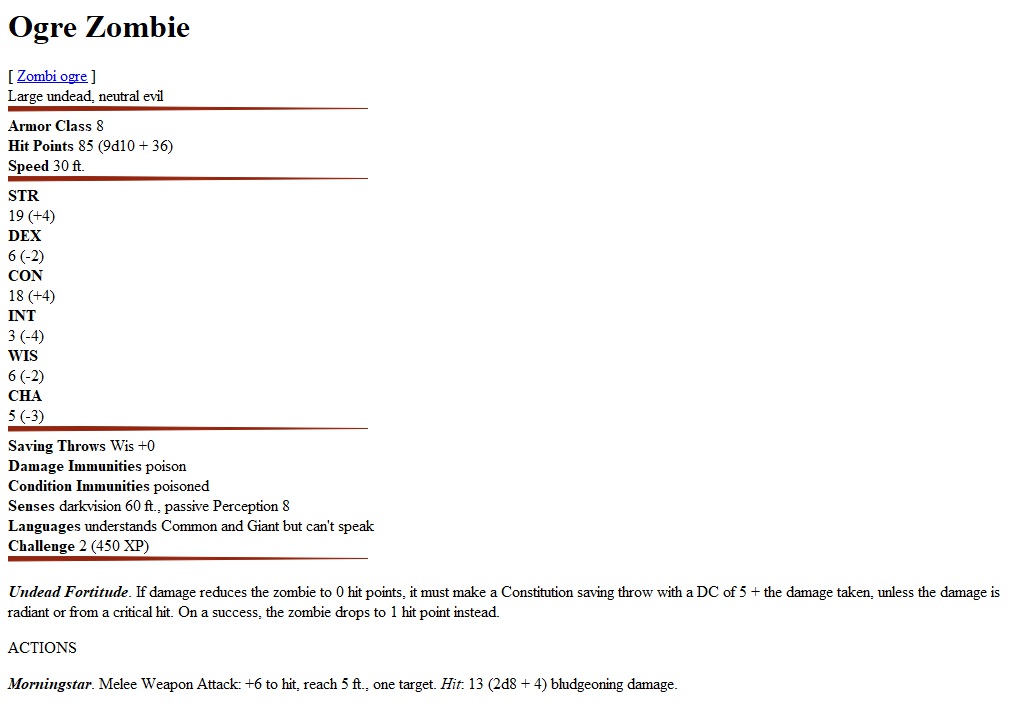 Ogre Zombie
[ Zombi ogre ]
Large undead, neutral evil
Armor Class 8
Hit Points 85 (9d10 + 36)
Speed 30 ft.
STR
19 (+4)
DEX
6 (-2)
CON
18 (+4)
INT
3 (-4)
WIS
6 (-2)
CHA
5 (-3)
Saving Throws Wis +0
Damage Immunities poison
Condition Immunities poisoned
Senses darkvision 60 ft., passive Perception 8
Languages understands Common and Giant but can't speak
Challenge 2 (450 XP)
Undead Fortitude. If damage reduces the zombie to 0 hit points, it must make a Constitution saving throw with a DC of 5 + the damage taken, unless the damage is
radiant or from a critical hit. On a success, the zombie drops to 1 hit point instead.
ACTIONS
Morningstar. Melee Weapon Attack: +6 to hit, reach 5 ft., one target. Hit: 13 (2d8 + 4) bludgeoning damage.